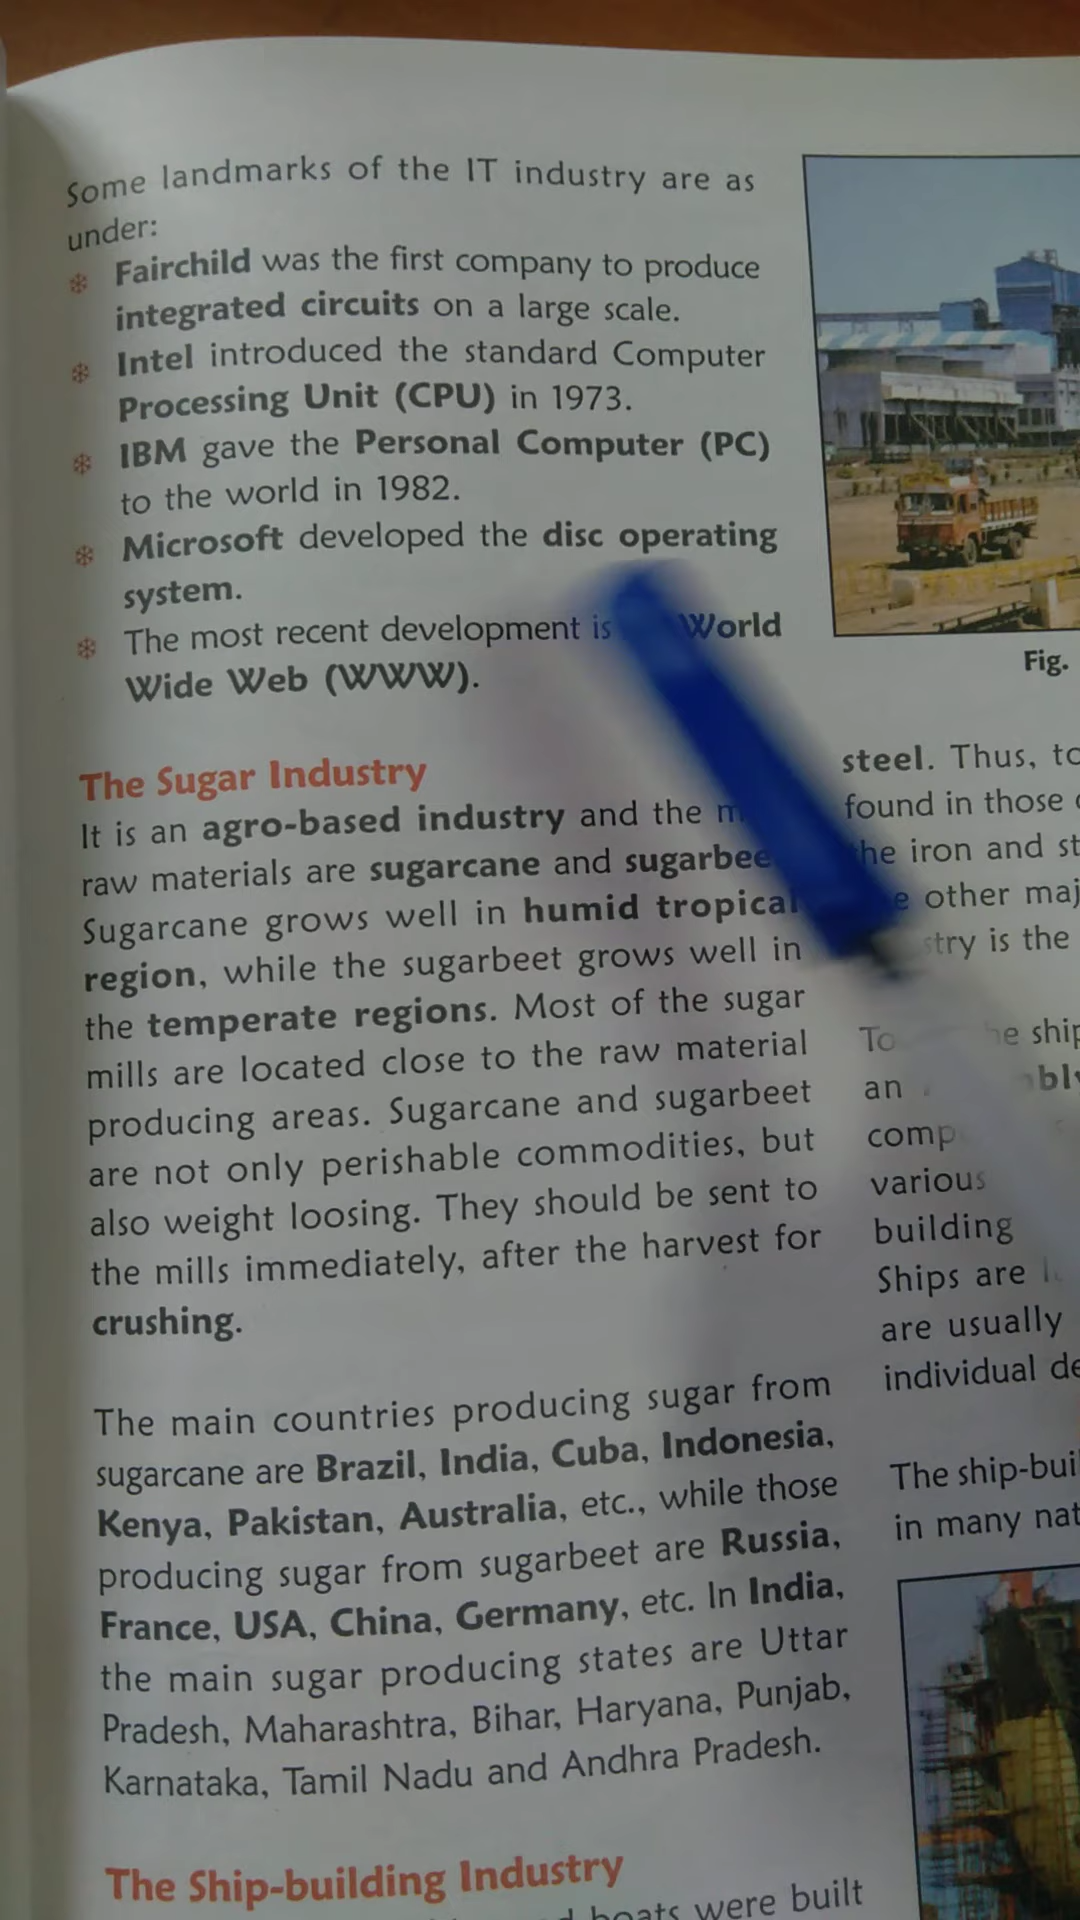 Some landmarks of the IT industry are as
under:
Fairchild was the first company to produce
integrated circuits on a large scale.
Intel introduced the standard Computer
Processing Unit (CPU) in 1973.
IBM gave the Personal Computer (PC)
to the world in 1982.
Microsoft developed the disc operating
system.
The most recent development is World
Wide Web (WWW).
The Sugar Industry
It is an agro-based industry and the
raw materials are sugarcane and
Sugarcane grows well in humid tropical
region, while the sugarbeet grows well in
the temperate regions. Most of the sugar
mills are located close to the raw material
producing areas. Sugarcane and sugarbeet
are not only perishable commodities, but
also weight loosing. They should be sent to
the mills immediately, after the harvest for
crushing.
The main countries producing sugar from
sugarcane are Brazil, India, Cuba, Indonesia,
Kenya, Pakistan, Australia, etc., while those
producing sugar from sugarbeet are Russia,
France, USA, China, Germany, etc. In India,
the main sugar producing states are Uttar
Pradesh, Maharashtra, Bihar, Haryana, Punjab,
Karnataka, Tamil Nadu and Andhra Pradesh.
The Ship-building Industry
boats were built
Fig.
steel. Thus,
found in those
the iron and
other
is the
To
an
various
building
Ships are
are usually
individual
The
in many